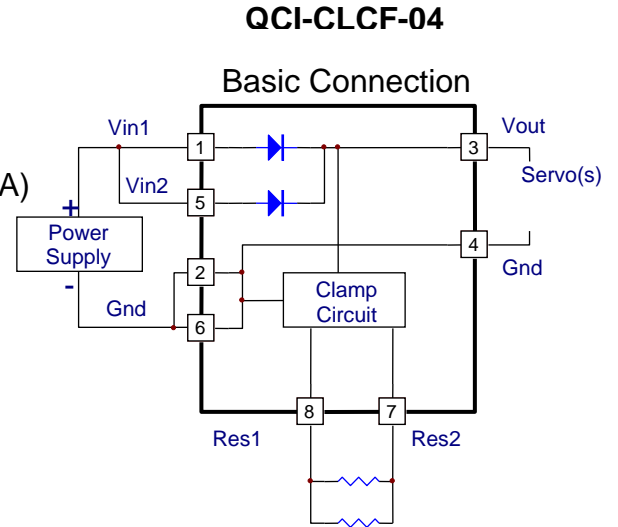 QCI-CLCF-04
Basic Connection
Vin1
1
3
Vout
A)
Vin2
5
Servo(s)
+
Power
Supply
-
2
4
Gnd
Gnd
6
Clamp
Circuit
8
7
Res1
Res2